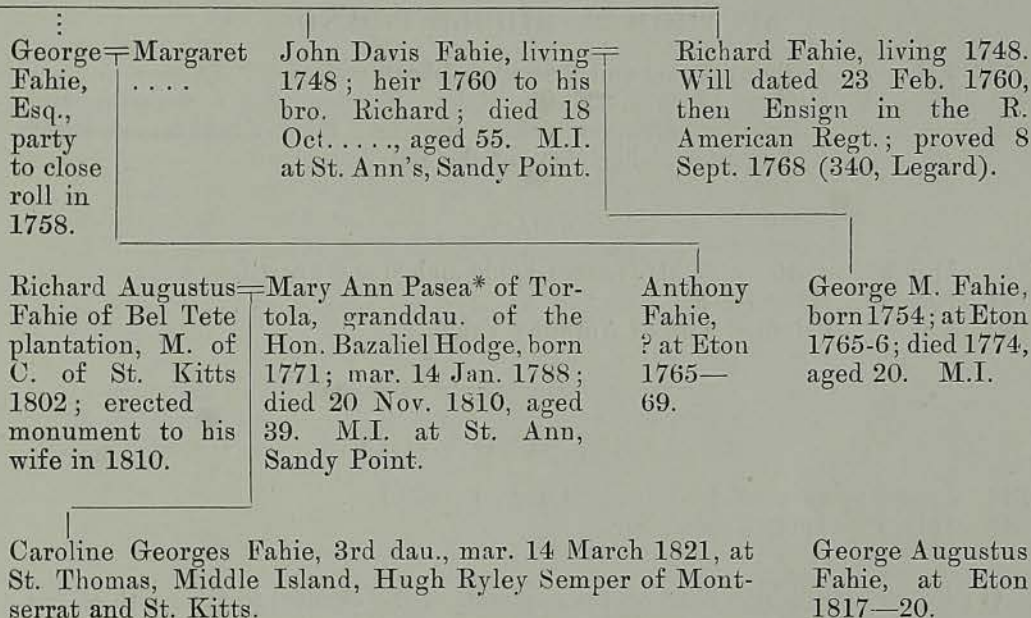 George=Margaret
Fahie, . . . .
Esq.,
party
to close
roll in
1758.
John Davis Fahie, living=
1748 ; heir 1760 to his
bro. Richard ; died 18
Oct. . . . ., aged 55. M.I.
at St. Ann's, Sandy Point.
Richard Fahie, living 1748.
Will dated 23 Feb. 1760,
then Ensign in the R.
American Regt. ; proved 8
Sept. 1768 (340, Legard).
Richard Augustus=
Fahie of Bel Tete
plantation, M. of
C. of St. Kitts
1802 ; erected
monument to his
wife in 1810.
Mary Ann Pasea* of Tor-
tola, granddau. of the
Hon. Bazaliel Hodge, born
1771; mar. 14 Jan. 1788 ;
died 20 Nov. 1810, aged
39. M.I. at St. Ann,
Sandy Point.
Anthony
Fahie,
? at Eton
1765—
69.
George M. Fahie,
born 1754 ; at Eton
1765-6 ; died 1774,
aged 20. M.I.
Caroline Georges Fahie, 3rd dau., mar. 14 March 1821, at
St. Thomas, Middle Island, Hugh Ryley Semper of Mont-
serrat and St. Kitts.
George Augustus
Fahie, at Eton
1817—20.